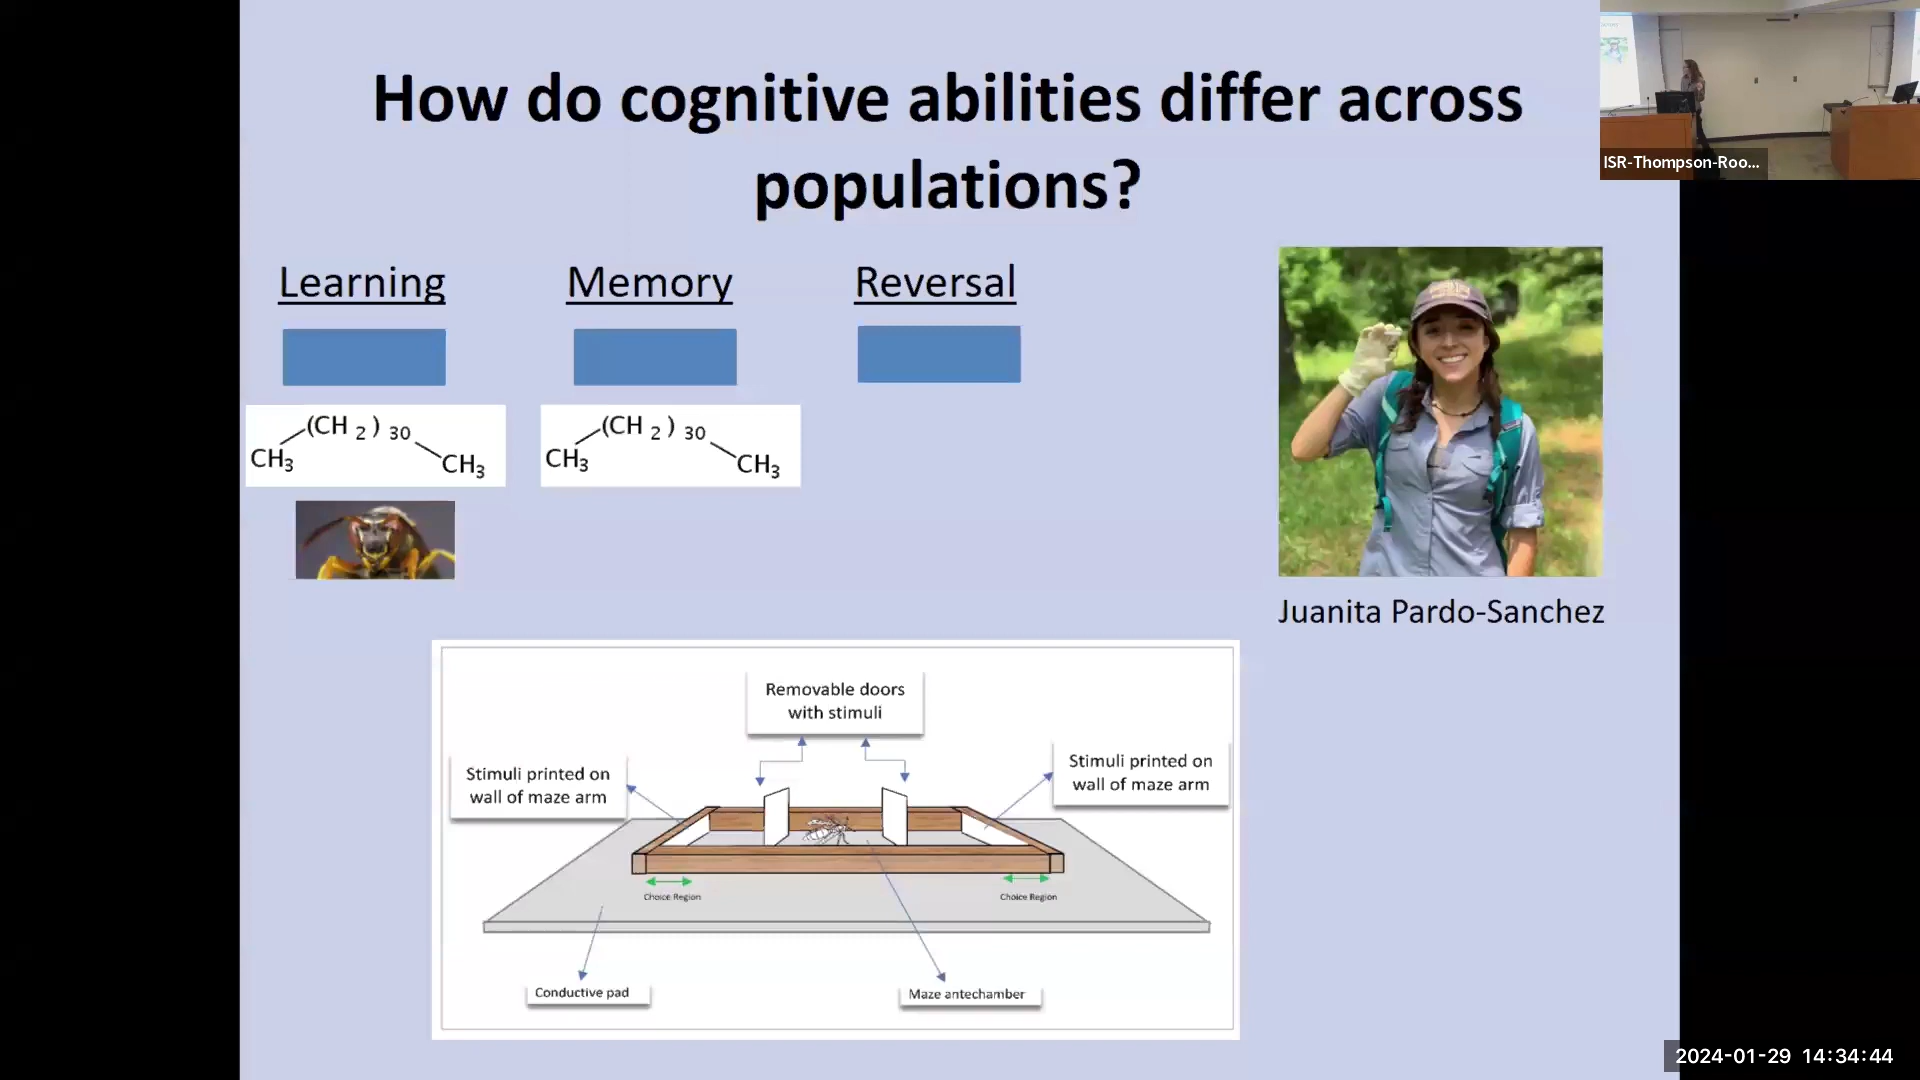 How do cognitive abilities differ across
populations?
ISR-Thompson-Roo...
Learning
Memory
Reversal
CH3 (CH 2 ) 30 CH3
CH3 (CH 2 ) 30 CH3
Juanita Pardo-Sanchez
Removable doors
with stimuli
Stimuli printed on
wall of maze arm
Stimuli printed on
wall of maze arm
Choice Region
Choice Region
Conductive pad
Maze antechamber
2024-01-29 14:34:44